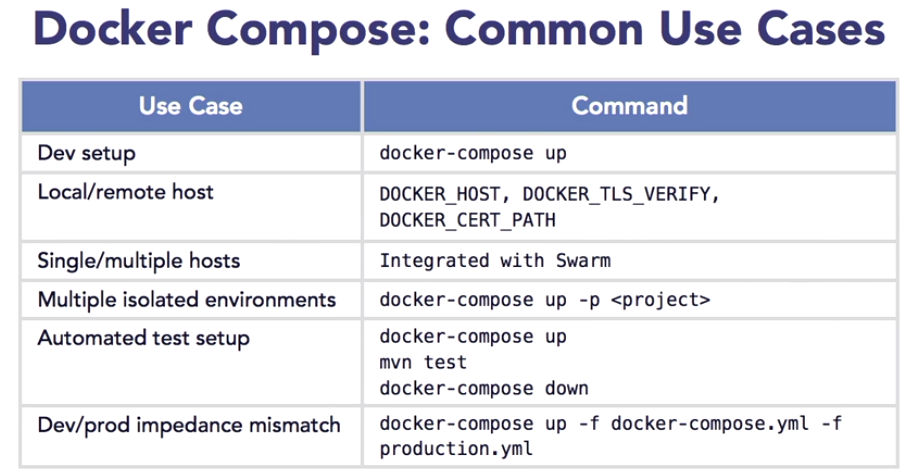 Docker Compose: Common Use Cases
Use Case
Command
Dev setup
docker-compose up
Local/remote host
DOCKER_HOST, DOCKER_TLS_VERIFY,
DOCKER_CERT_PATH
Single/multiple hosts
Integrated with Swarm
Multiple isolated environments
docker-compose up -p <project>
Automated test setup
docker-compose up
mvn test
docker-compose down
Dev/prod impedance mismatch
docker-compose up -f docker-compose.yml -f
production.yml